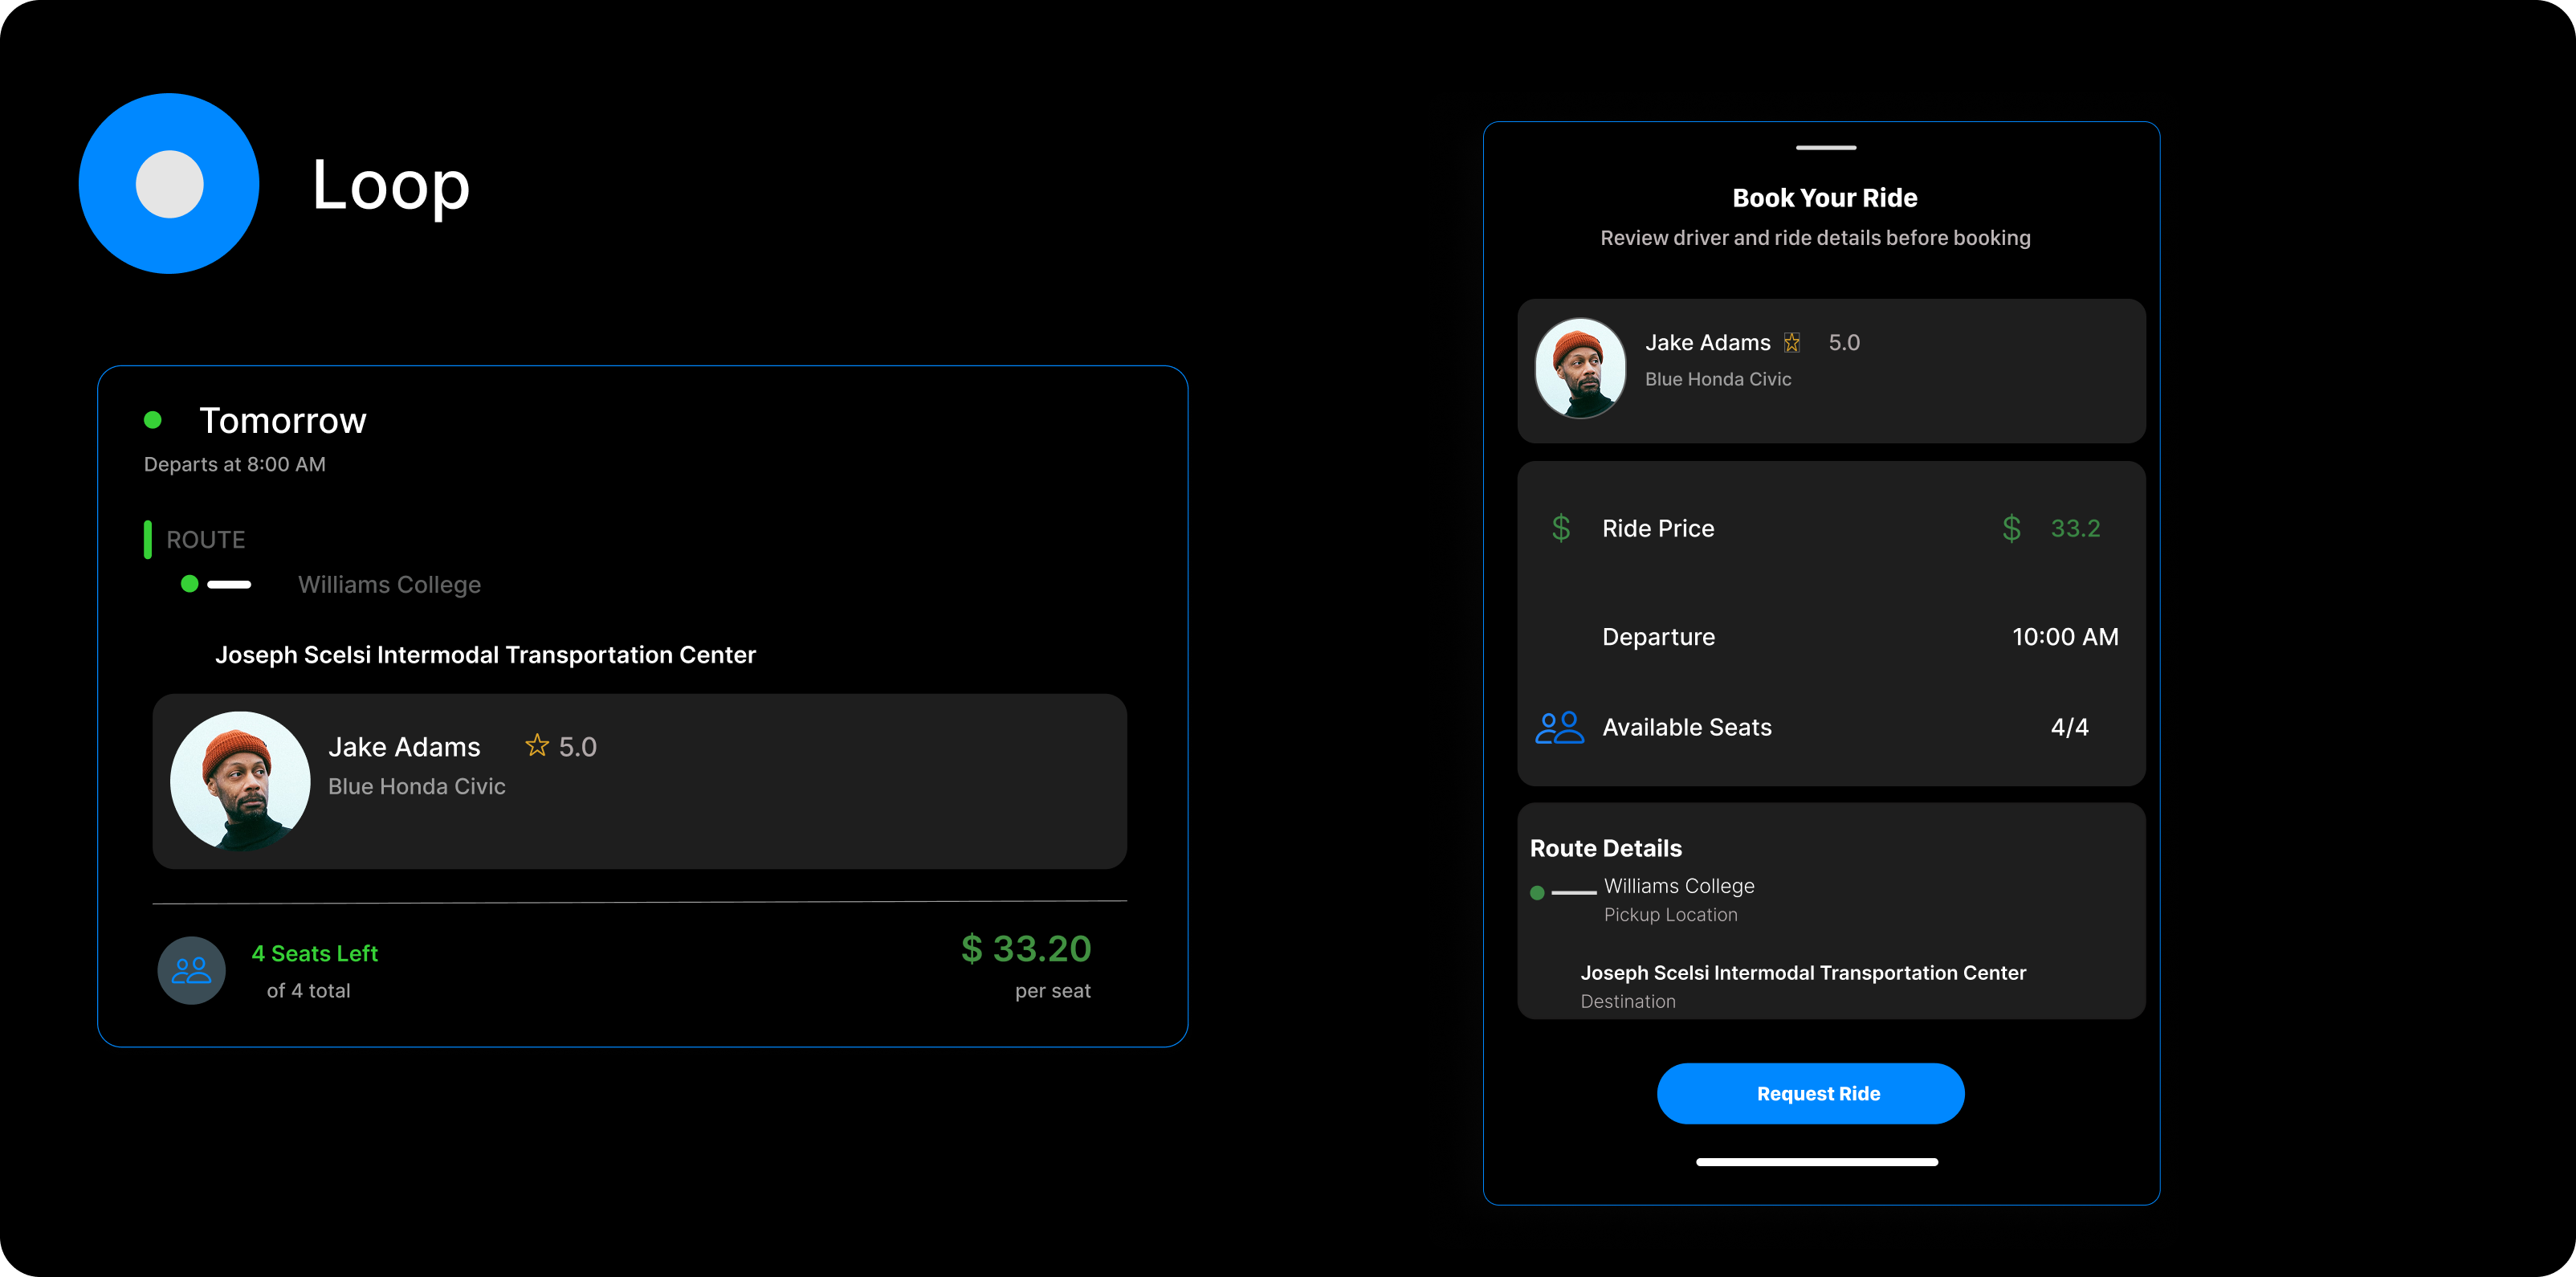 Loop
Tomorrow
Departs at 8:00 AM
ROUTE
Williams College
Joseph Scelsi Intermodal Transportation Center
Jake Adams 5.0
Blue Honda Civic
4 Seats Left
of 4 total
$ 33.20
per seat
Book Your Ride
Review driver and ride details before booking
Jake Adams 5.0
Blue Honda Civic
$ Ride Price $ 33.2
Departure 10:00 AM
Available Seats 4/4
Route Details
Williams College
Pickup Location
Joseph Scelsi Intermodal Transportation Center
Destination
Request Ride